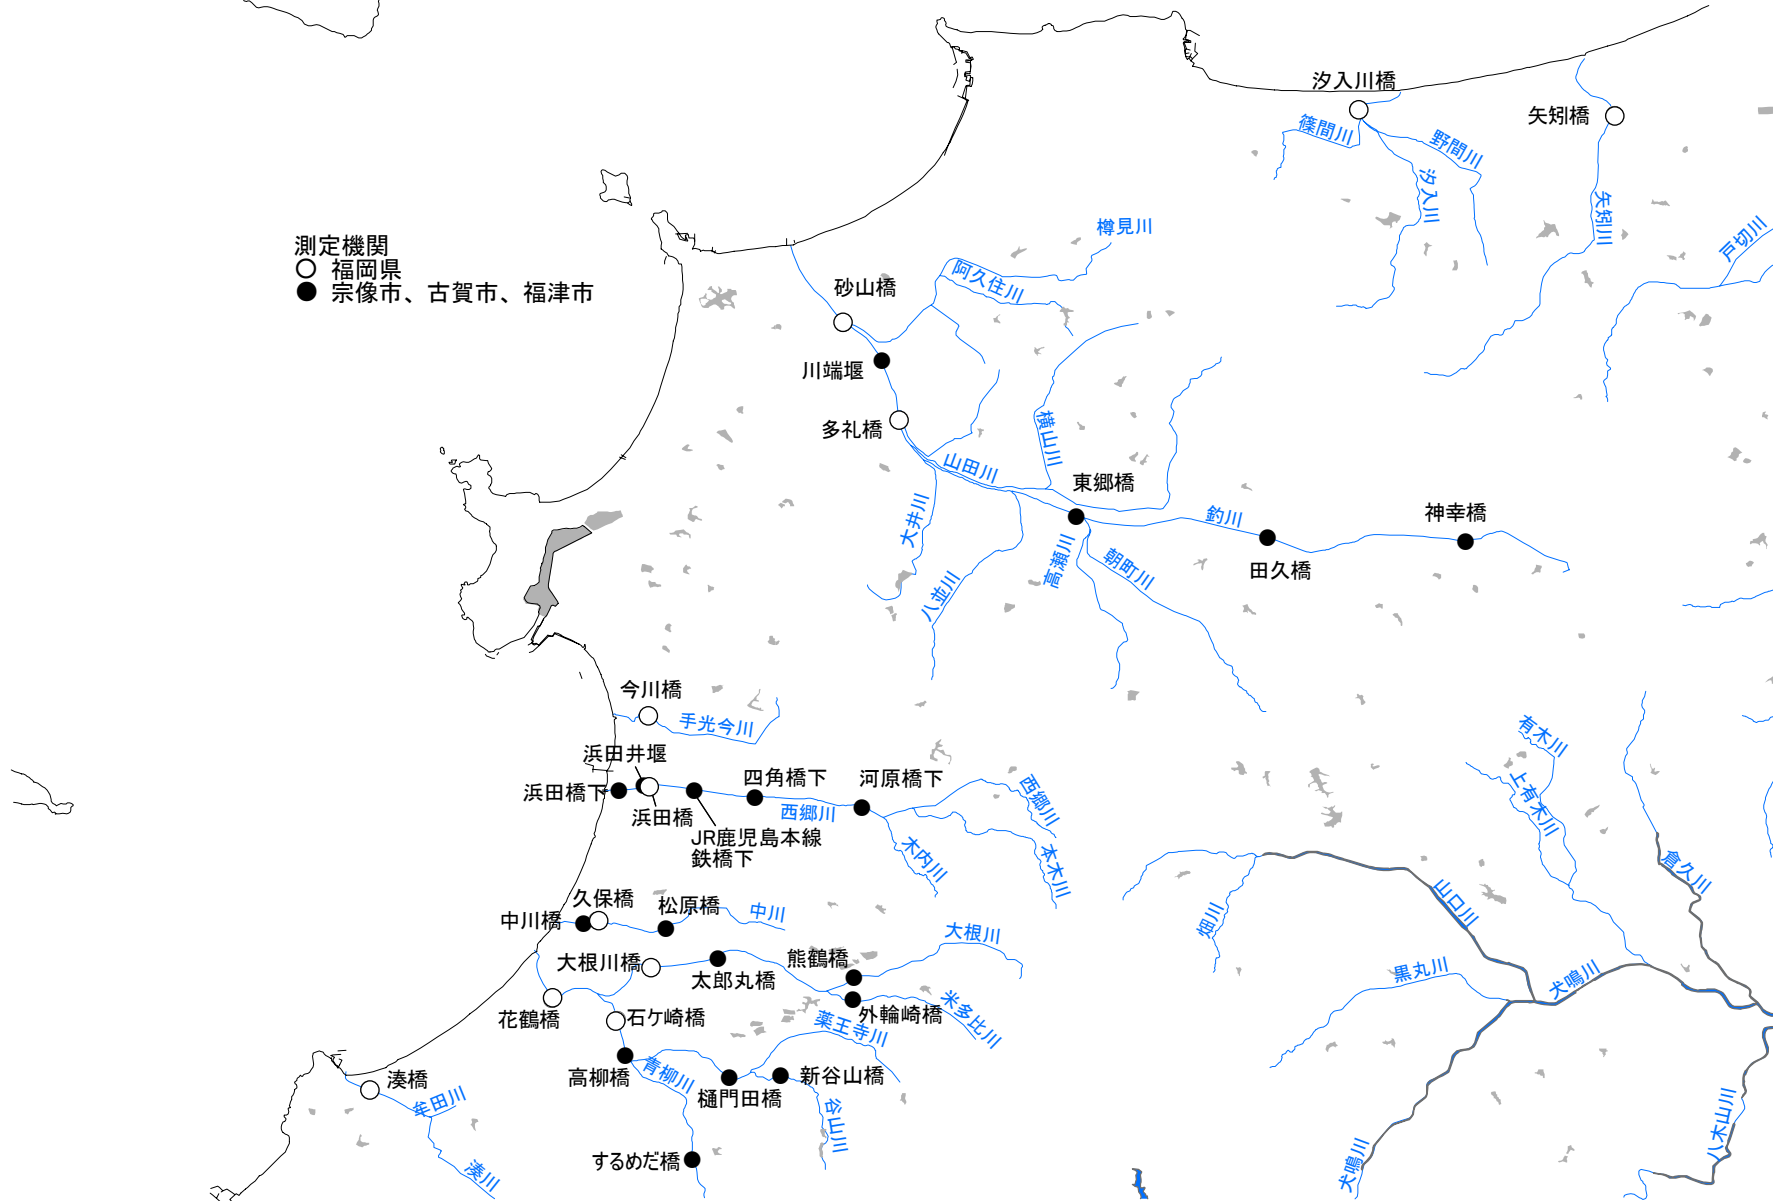 汐入川橋
矢矧橋
篠間川
野間川
汐入川
矢矧川
戸切川
測定機関
福岡県
宗像市、古賀市、福津市
樽見川
阿久住川
砂山橋
川端堰
多礼橋
横山川
山田川
東郷橋
大井川
釣川
神幸橋
田久橋
高瀬川
朝町川
八並川
今川橋
手光今川
浜田井堰
浜田橋下
浜田橋
四角橋下
河原橋下
西郷川
西郷川
JR鹿児島本線
鉄橋下
木内川
本木川
有木川
上有木川
倉久川
山口川
畑川
久保橋
中川橋
松原橋
中川
大根川
大根川橋
太郎丸橋
熊鶴橋
外輪崎橋
米多比川
黒丸川
犬鳴川
花鶴橋
石ケ崎橋
薬王寺川
高柳橋
青柳川
樋門田橋
新谷山橋
谷山川
湊橋
牟田川
湊川
するめだ橋
犬鳴川
八木山川